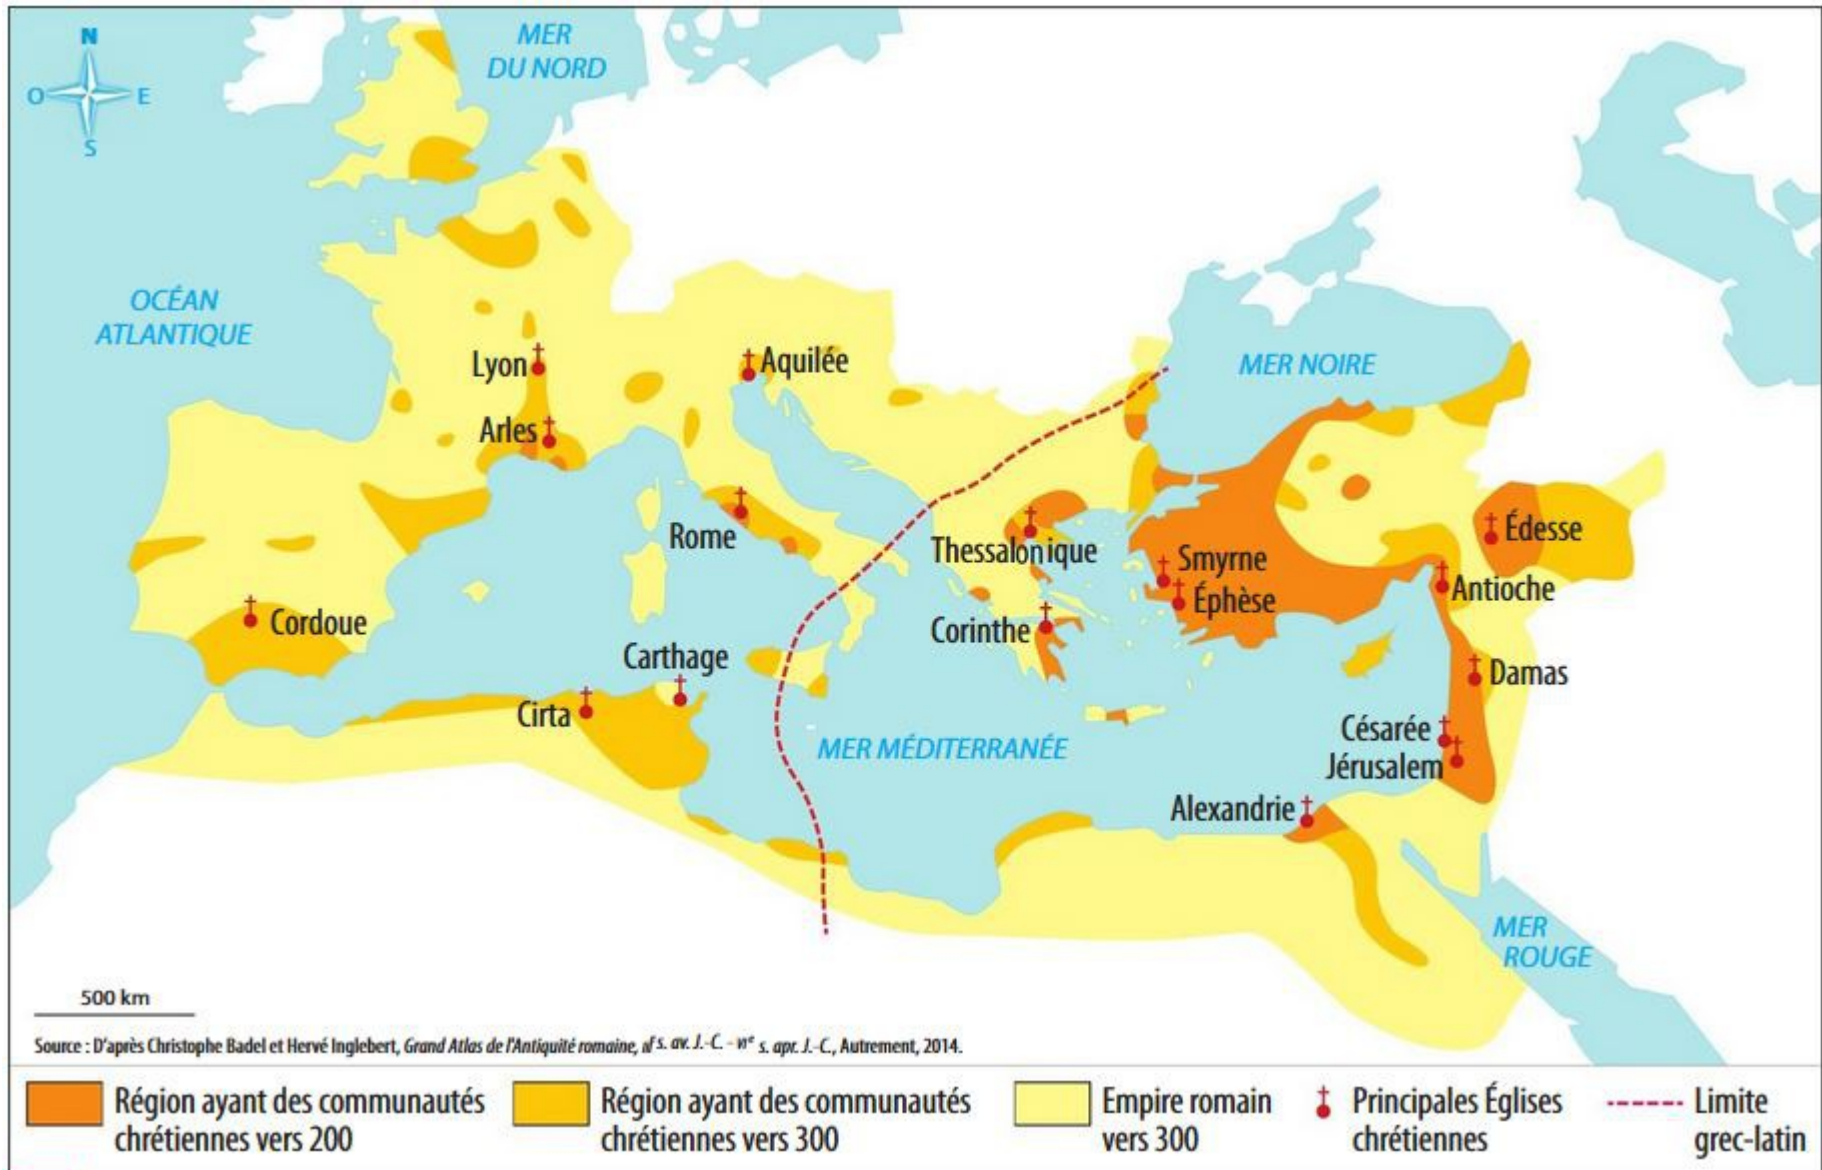 N
O
E
S
MER
DU NORD
OCÉAN
ATLANTIQUE
MER NOIRE
Lyon
Aquilée
Arles
Rome
Thessalonique
Smyrne
Éphèse
Édesse
Antioche
Cordoue
Corinthe
Carthage
Damas
Cirta
MER MÉDITERRANÉE
Césarée
Jérusalem
Alexandrie
MER
ROUGE
500 km
Source : D'après Christophe Badel et Hervé Inglebert, Grand Atlas de l'Antiquité romaine, s. av. J.-C. - VIe s. apr. J.-C., Autrement, 2014.
Région ayant des communautés
chrétiennes vers 200
Région ayant des communautés
chrétiennes vers 300
Empire romain
vers 300
Principales Églises
chrétiennes
Limite
grec-latin